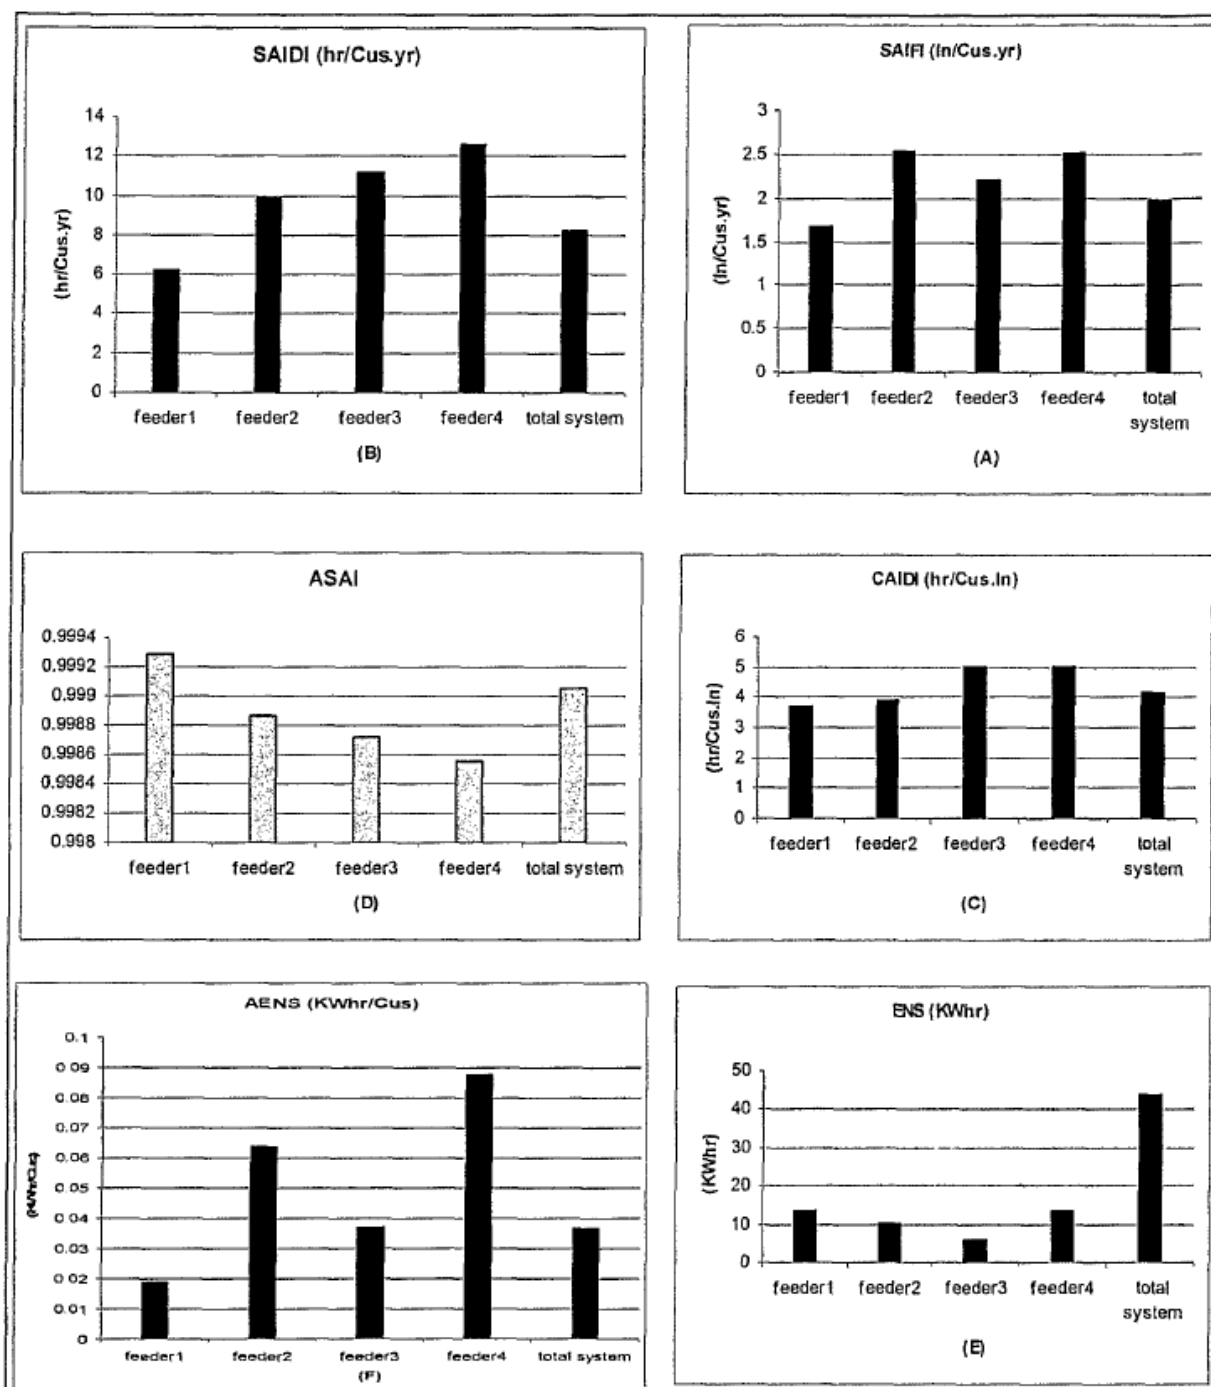 SAIDI (hr/Cus.yr)
14
12
10
8
6
4
2
0
(hr/Cus.yr)
feeder1 feeder2 feeder3 feeder4 total system
(B)
SAIFI (In/Cus.yr)
3
2.5
2
1.5
1
0.5
0
(In/Cus.yr)
feeder1 feeder2 feeder3 feeder4 total
system
(A)
ASAI
0.9994
0.9992
0.999
0.9988
0.9986
0.9984
0.9982
0.998
feeder1 feeder2 feeder3 feeder4 total system
(D)
CAIDI (hr/Cus.In)
6
5
4
3
2
1
0
(hr/Cus.In)
feeder1 feeder2 feeder3 feeder4 total
system
(C)
AENS (KWhr/Cus)
0.1
0.09
0.08
0.07
0.06
0.05
0.04
0.03
0.02
0.01
0
(KWhr/Cus)
feeder1 feeder2 feeder3 feeder4 total system
(F)
ENS (KWhr)
50
40
30
20
10
0
(KWhr)
feeder1 feeder2 feeder3 feeder4 total
system
(E)